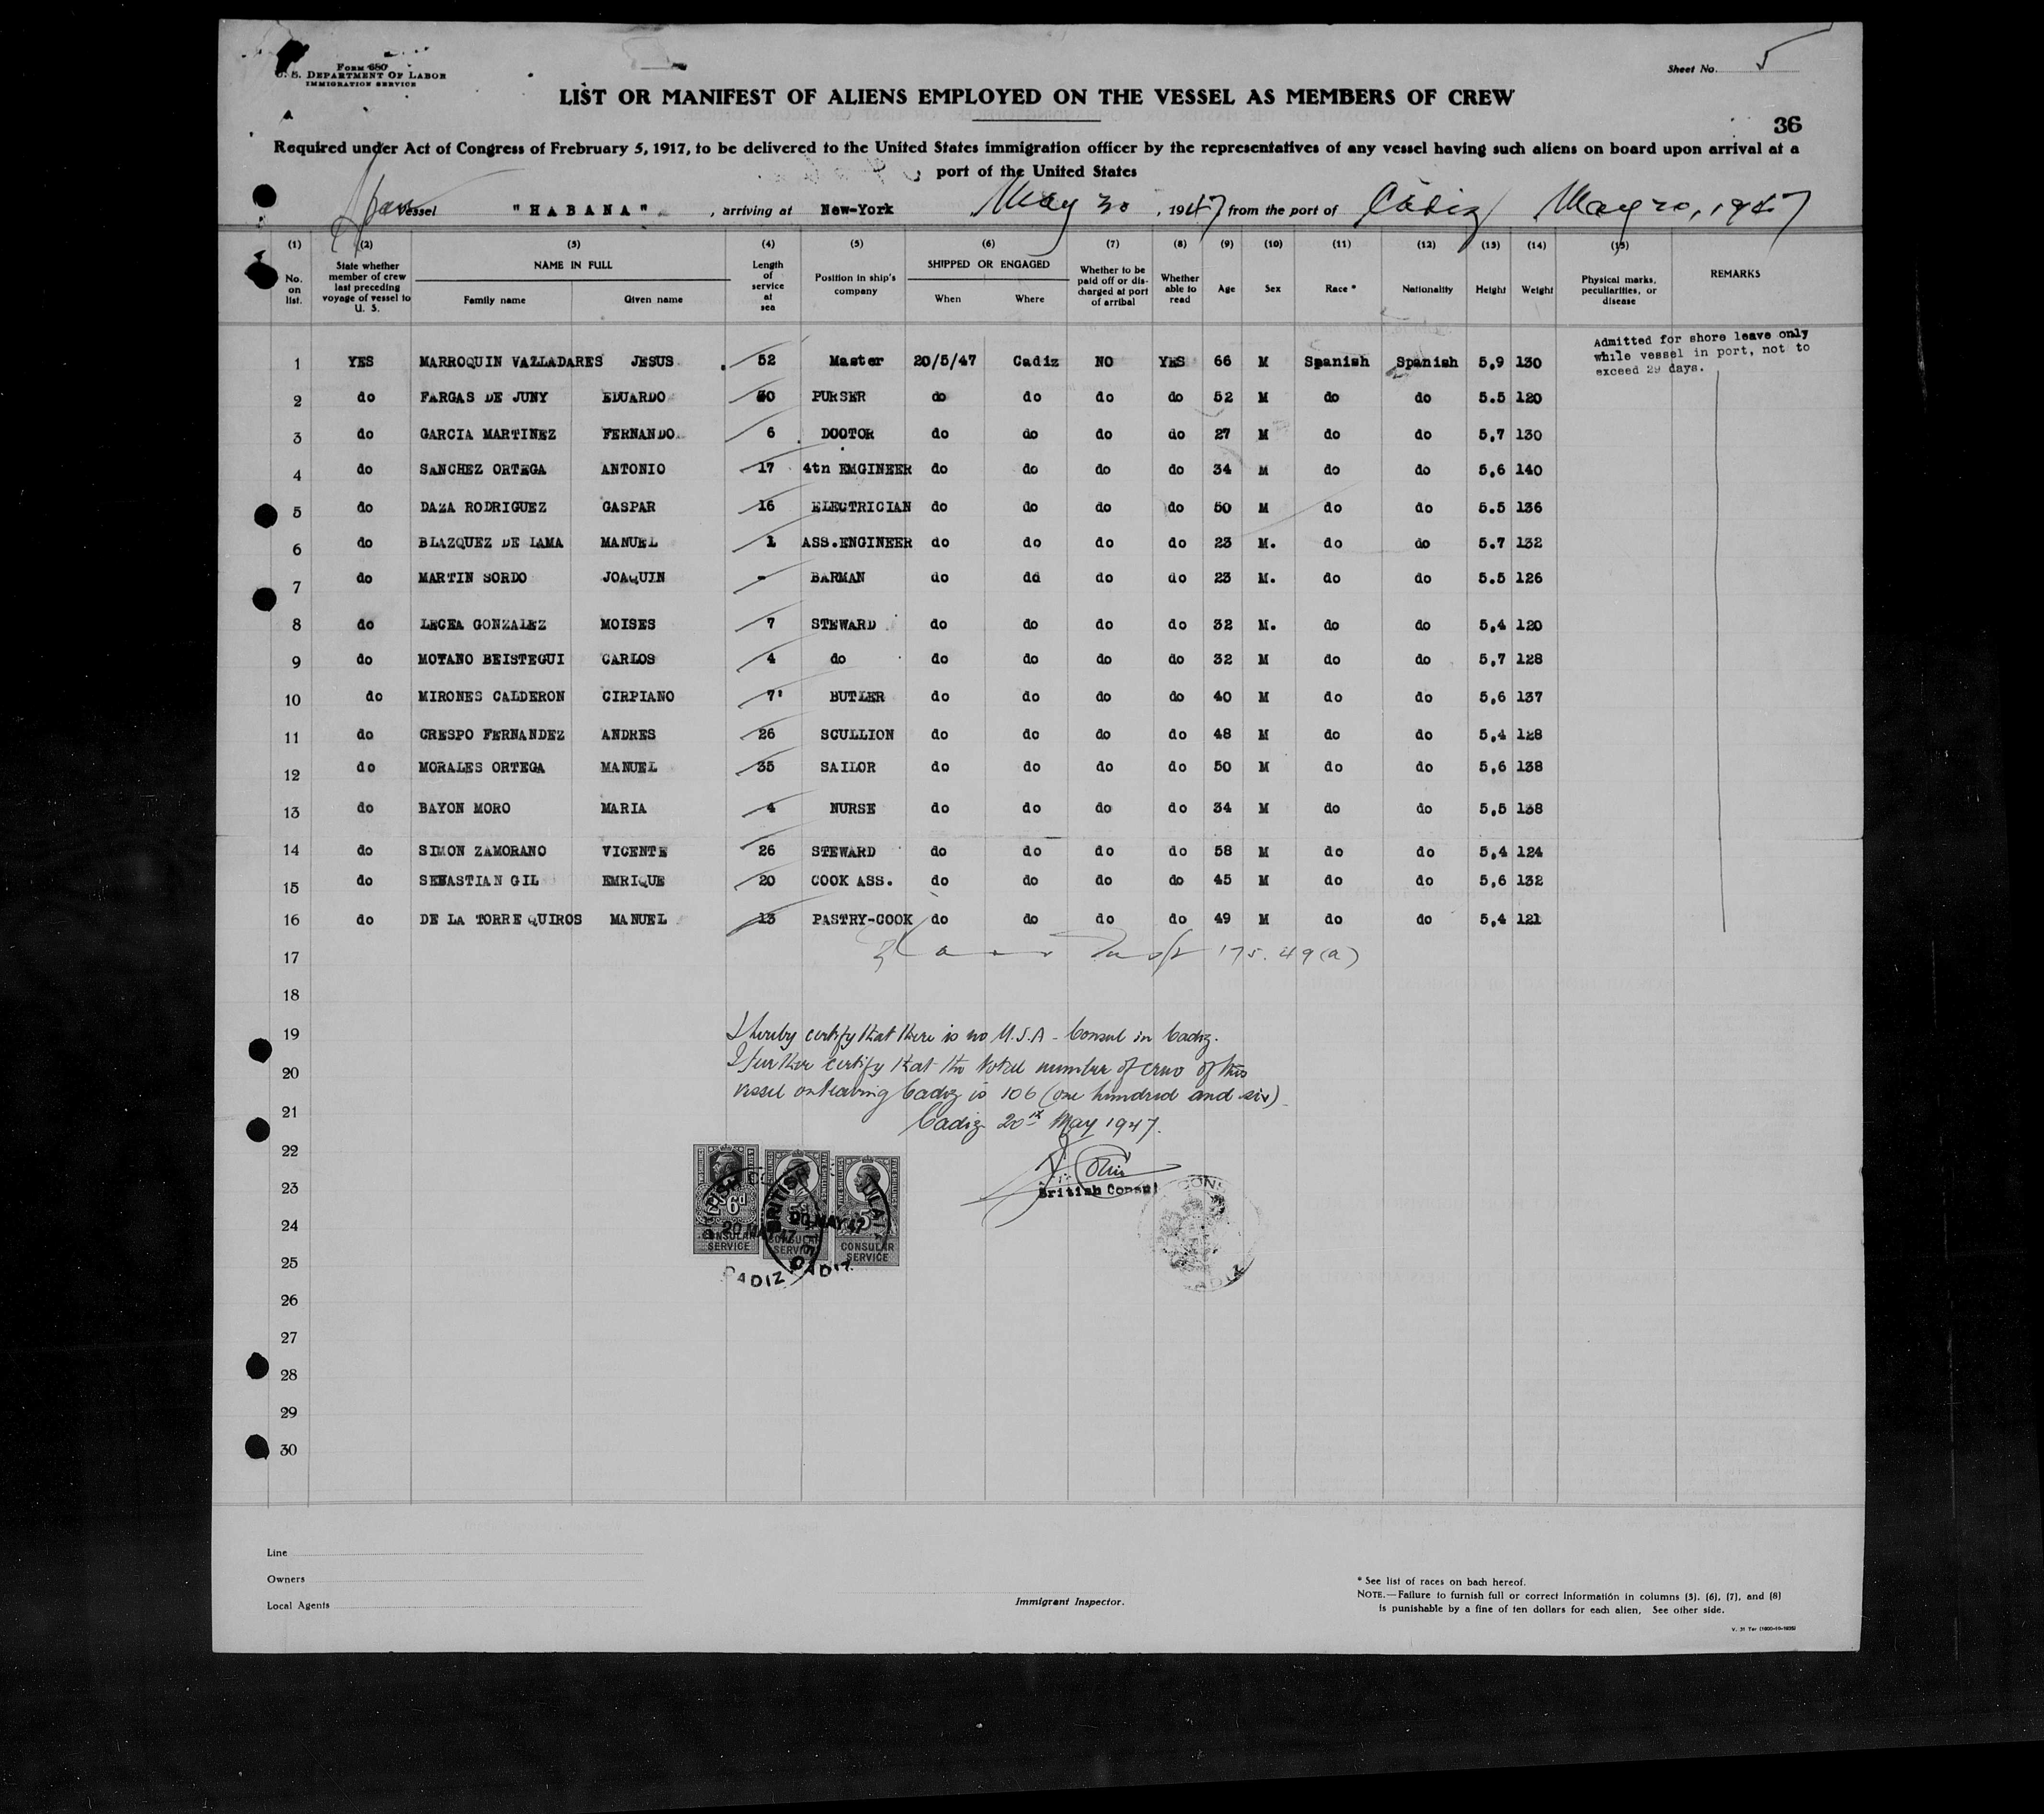 Form 680
U. S. Department Of Labor
IMMIGRATION SERVICE
Sheet No. 5
LIST OR MANIFEST OF ALIENS EMPLOYED ON THE VESSEL AS MEMBERS OF CREW
36
Required under Act of Congress of Frebruary 5, 1917, to be delivered to the United States immigration officer by the representatives of any vessel having such aliens on board upon arrival at a
port of the United States
Span Vessel "HABANA", arriving at New-York May 30, 1947 from the port of Cadiz May 20, 1947
(1) (2) (3) (4) (5) (6) (7) (8) (9) (10) (11) (12) (13) (14) (15)
No. on list. State whether member of crew last preceding voyage of vessel to U. S. NAME IN FULL Family name Given name Length of service at sea Position in ship's company SHIPPED OR ENGAGED When Where Whether to be paid off or discharged at port of arribal Whether able to read Age Sex Race * Nationality Height Weight Physical marks, peculiarities, or disease REMARKS
Admitted for shore leave only
while vessel in port, not to
exceed 29 days.
1 YES MARROQUIN VAZLLADARES JESUS 52 Master 20/5/47 Cadiz NO YES 66 M Spanish Spanish 5,9 130
2 do FARGAS DE JUNY EDUARDO 30 PURSER do do do do 52 M do do 5.5 120
3 do GARCIA MARTINEZ FERNANDO 6 DOCTOR do do do do 27 M do do 5,7 130
4 do SANCHEZ ORTEGA ANTONIO 17 4tn EMGINEER do do do do 34 M do do 5,6 140
5 do DAZA RODRIGUEZ GASPAR 16 ELECTRICIAN do do do do 50 M do do 5.5 136
6 do BLAZQUEZ DE LAMA MANUEL 1 ASS.ENGINEER do do do do 23 M. do do 5.7 132
7 do MARTIN SORDO JOAQUIN - BARMAN do dd do do 23 M. do do 5.5 126
8 do LECEA GONZALEZ MOISES 7 STEWARD do do do do 32 M. do do 5,4 120
9 do MOYANO BEISTEGUI CARLOS 4 do do do do do 32 M do do 5,7 128
10 do MIRONES CALDERON CIRPIANO 7' BUTLER do do do do 40 M do do 5,6 137
11 do CRESPO FERNANDEZ ANDRES 26 SCULLION do do do do 48 M do do 5,4 128
12 do MORALES ORTEGA MANUEL 35 SAILOR do do do do 50 M do do 5,6 138
13 do BAYON MORO MARIA 4 NURSE do do do do 34 M do do 5,5 138
14 do SIMON ZAMORANO VICENTE 26 STEWARD do do do do 58 M do do 5,4 124
15 do SEBASTIAN GIL EMRIQUE 20 COOK ASS. do do do do 45 M do do 5,6 132
16 do DE LA TORRE QUIROS MANUEL 13 PASTRY-COOK do do do do 49 M do do 5,4 121
17 175.49(a)
18
19 I hereby certify that there is no U.S.A - Consul in Cadiz.
20 I further certify that the total number of crew of this
21 vessel on leaving Cadiz is 106 (one hundred and six)
Cadiz 20th May 1947.
22
British Consul
23
24
25
26
27
28
29
30
2/6d
CONSULAR SERVICE
CONSULAR SERVICE
CONSULAR SERVICE
BRITISH
20 MAY 47
20 MAY 47
CADIZ
CADIZ
Line
Owners
Local Agents
Immigrant Inspector.
* See list of races on bach hereof.
NOTE.—Failure to furnish full or correct information in columns (3). (6), (7), and (8)
is punishable by a fine of ten dollars for each alien, See other side.